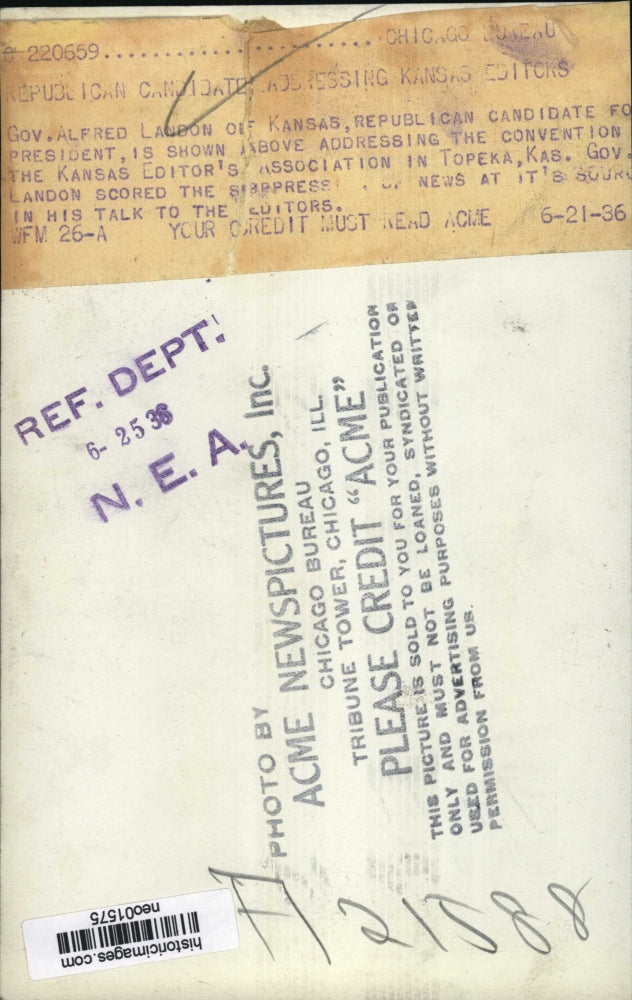 C 220659..........................CHICAGO BUREAU
REPUBLICAN CANDIDATE ADDRESSING KANSAS EDITORS
GOV. ALFRED LANDON OF KANSAS, REPUBLICAN CANDIDATE FO
PRESIDENT, IS SHOWN ABOVE ADDRESSING THE CONVENTION
THE KANSAS EDITOR'S ASSOCIATION IN TOPEKA, KAS. GOV.
LANDON SCORED THE OF NEWS AT IT'S SOURC
IN HIS TALK TO THE EDITORS.
WFM 26-A YOUR CREDIT MUST READ ACME 6-21-36
REF. DEPT.
6-25 36
N. E. A.
PHOTO BY
ACME NEWSPICTURES, Inc.
CHICAGO BUREAU
TRIBUNE TOWER, CHICAGO, ILL.
PLEASE CREDIT "ACME"
THIS PICTURE IS SOLD TO YOU FOR YOUR PUBLICATION
ONLY AND MUST NOT BE LOANED, SYNDICATED OR
USED FOR ADVERTISING PURPOSES WITHOUT WRITTEN
PERMISSION FROM US.
21588
historicimages.com
neo01575